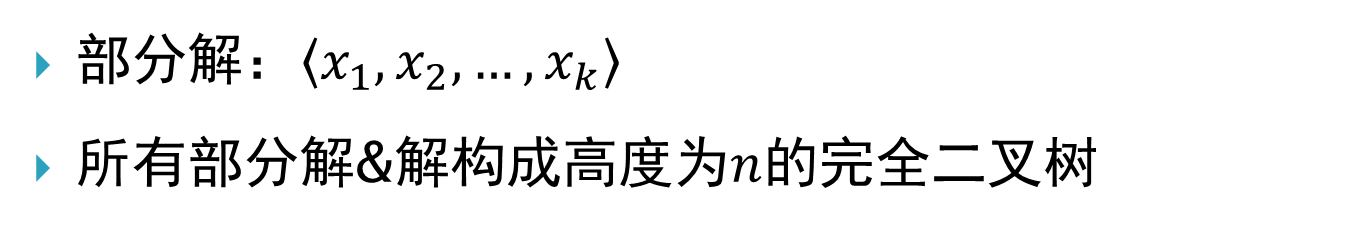 部分解：⟨𝑥₁, 𝑥₂, … , 𝑥ₖ⟩
所有部分解&解构成高度为𝑛的完全二叉树